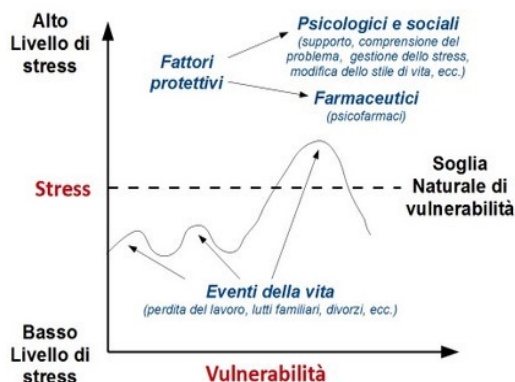 Alto
Livello di
stress
Fattori
protettivi
Psicologici e sociali
(supporto, comprensione del
problema, gestione dello stress,
modifica dello stile di vita, ecc.)
Farmaceutici
(psicofarmaci)
Stress
Soglia
Naturale di
vulnerabilità
Eventi della vita
(perdita del lavoro, lutti familiari, divorzi, ecc.)
Basso
Livello di
stress
Vulnerabilità